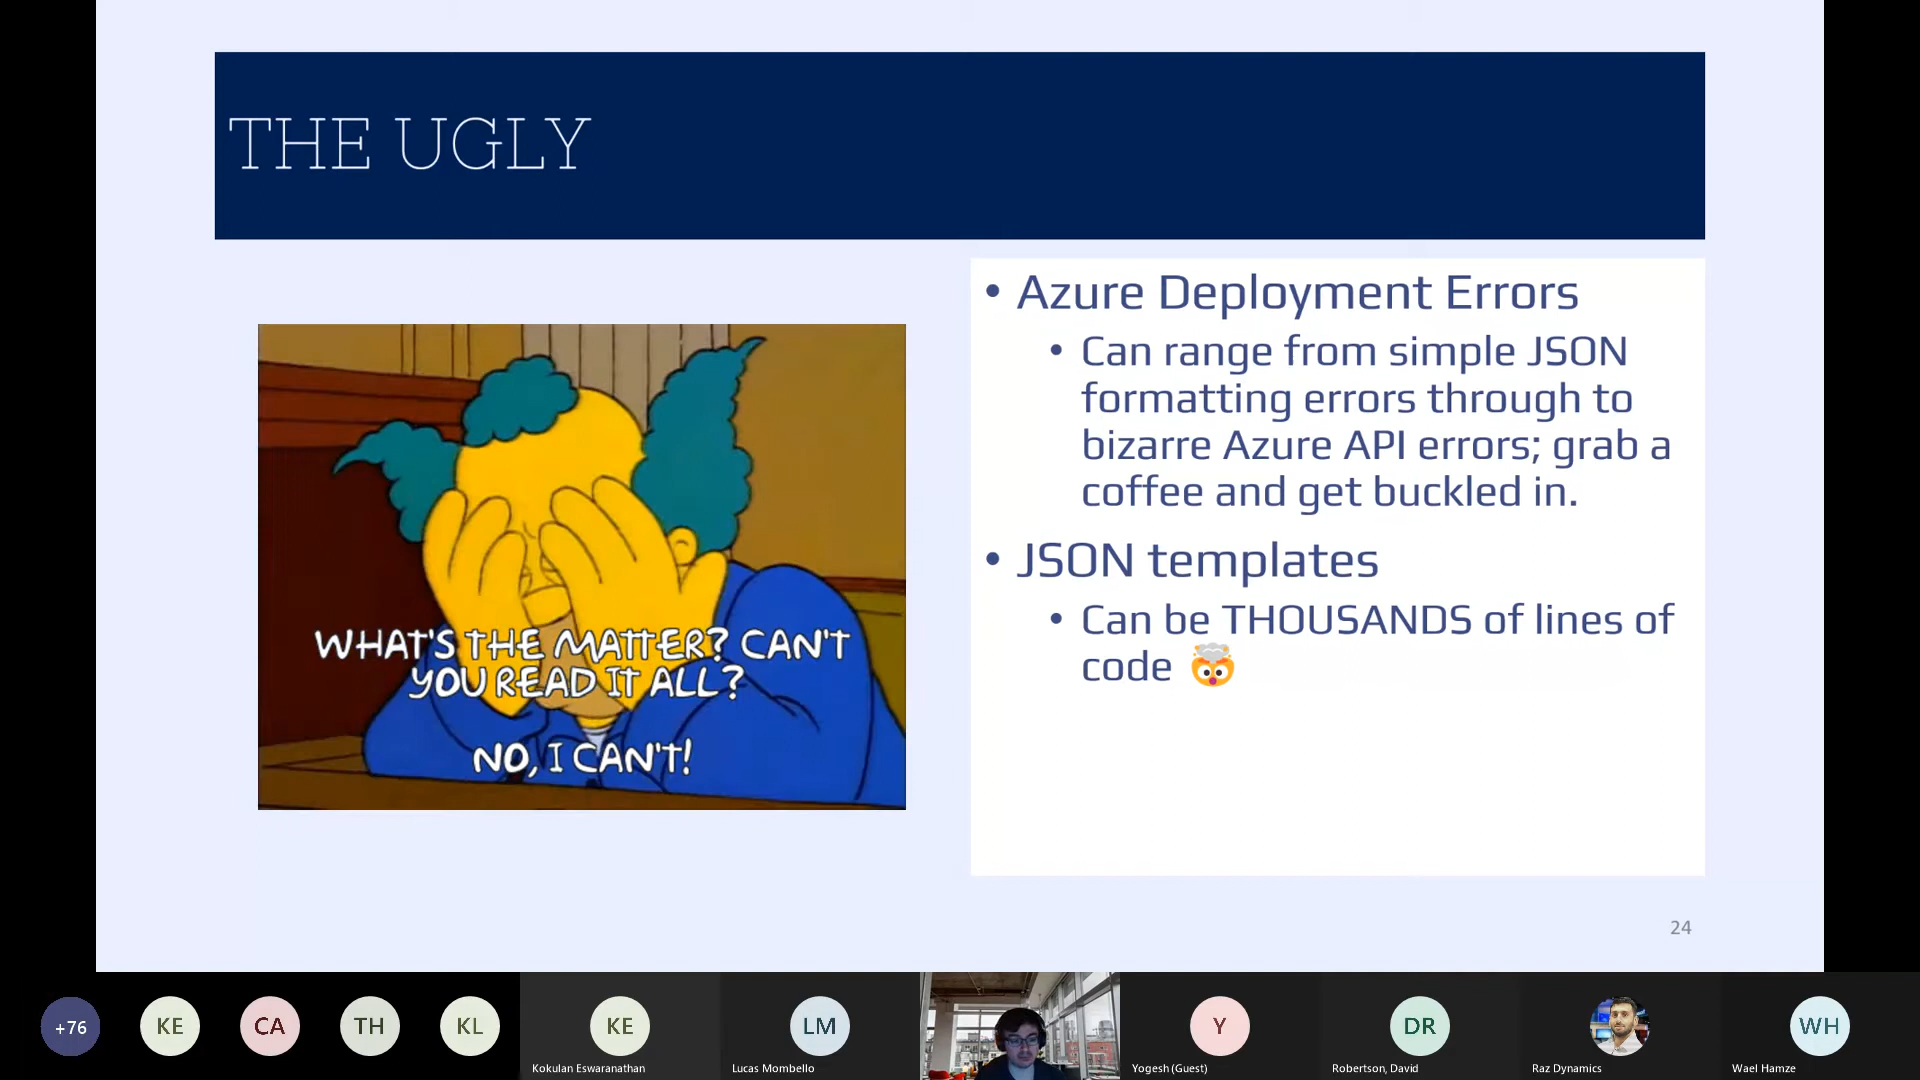 THE UGLY
WHAT'S THE MATTER? CAN'T
YOU READ IT ALL?
NO, I CAN'T!
• Azure Deployment Errors
• Can range from simple JSON
formatting errors through to
bizarre Azure API errors; grab a
coffee and get buckled in.
• JSON templates
• Can be THOUSANDS of lines of
code 🤯
24
+76
KE
CA
TH
KL
KE
Kokulan Eswaranathan
LM
Lucas Mombello
Y
Yogesh (Guest)
DR
Robertson, David
Raz Dynamics
WH
Wael Hamze